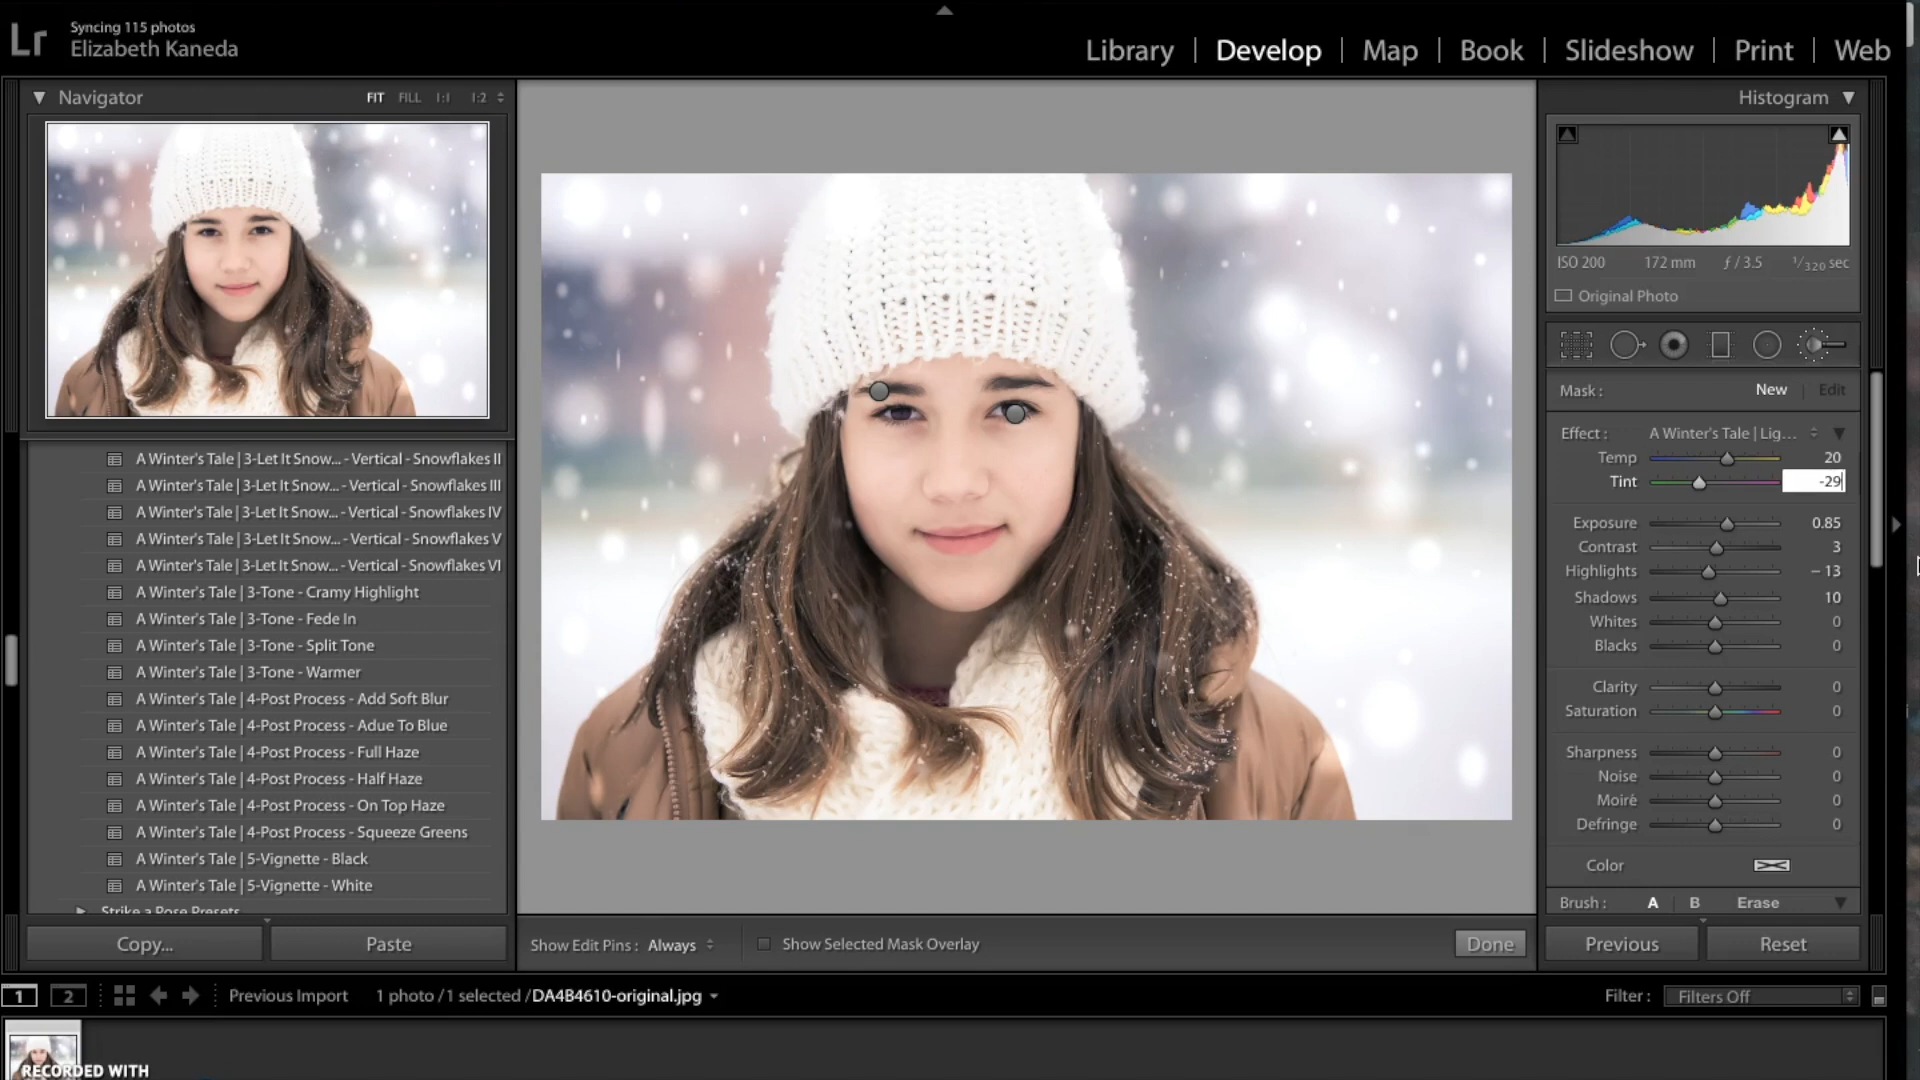 Lr
Syncing 115 photos
Elizabeth Kaneda
Library | Develop | Map | Book | Slideshow | Print | Web
Navigator FIT FILL 1:1 1:2
A Winter's Tale | 3-Let It Snow... - Vertical - Snowflakes II
A Winter's Tale | 3-Let It Snow... - Vertical - Snowflakes III
A Winter's Tale | 3-Let It Snow... - Vertical - Snowflakes IV
A Winter's Tale | 3-Let It Snow... - Vertical - Snowflakes V
A Winter's Tale | 3-Let It Snow... - Vertical - Snowflakes VI
A Winter's Tale | 3-Tone - Cramy Highlight
A Winter's Tale | 3-Tone - Fede In
A Winter's Tale | 3-Tone - Split Tone
A Winter's Tale | 3-Tone - Warmer
A Winter's Tale | 4-Post Process - Add Soft Blur
A Winter's Tale | 4-Post Process - Adue To Blue
A Winter's Tale | 4-Post Process - Full Haze
A Winter's Tale | 4-Post Process - Half Haze
A Winter's Tale | 4-Post Process - On Top Haze
A Winter's Tale | 4-Post Process - Squeeze Greens
A Winter's Tale | 5-Vignette - Black
A Winter's Tale | 5-Vignette - White
Strike a Pose Presets
Copy... Paste
Show Edit Pins : Always Show Selected Mask Overlay Done
Histogram
ISO 200 172 mm ƒ / 3.5 1/320 sec
Original Photo
Mask : New | Edit
Effect : A Winter's Tale | Lig...
Temp 20
Tint -29
Exposure 0.85
Contrast 3
Highlights – 13
Shadows 10
Whites 0
Blacks 0
Clarity 0
Saturation 0
Sharpness 0
Noise 0
Moiré 0
Defringe 0
Color
Brush : A | B Erase
Previous Reset
1 2 Previous Import 1 photo / 1 selected / DA4B4610-original.jpg Filter : Filters Off
RECORDED WITH